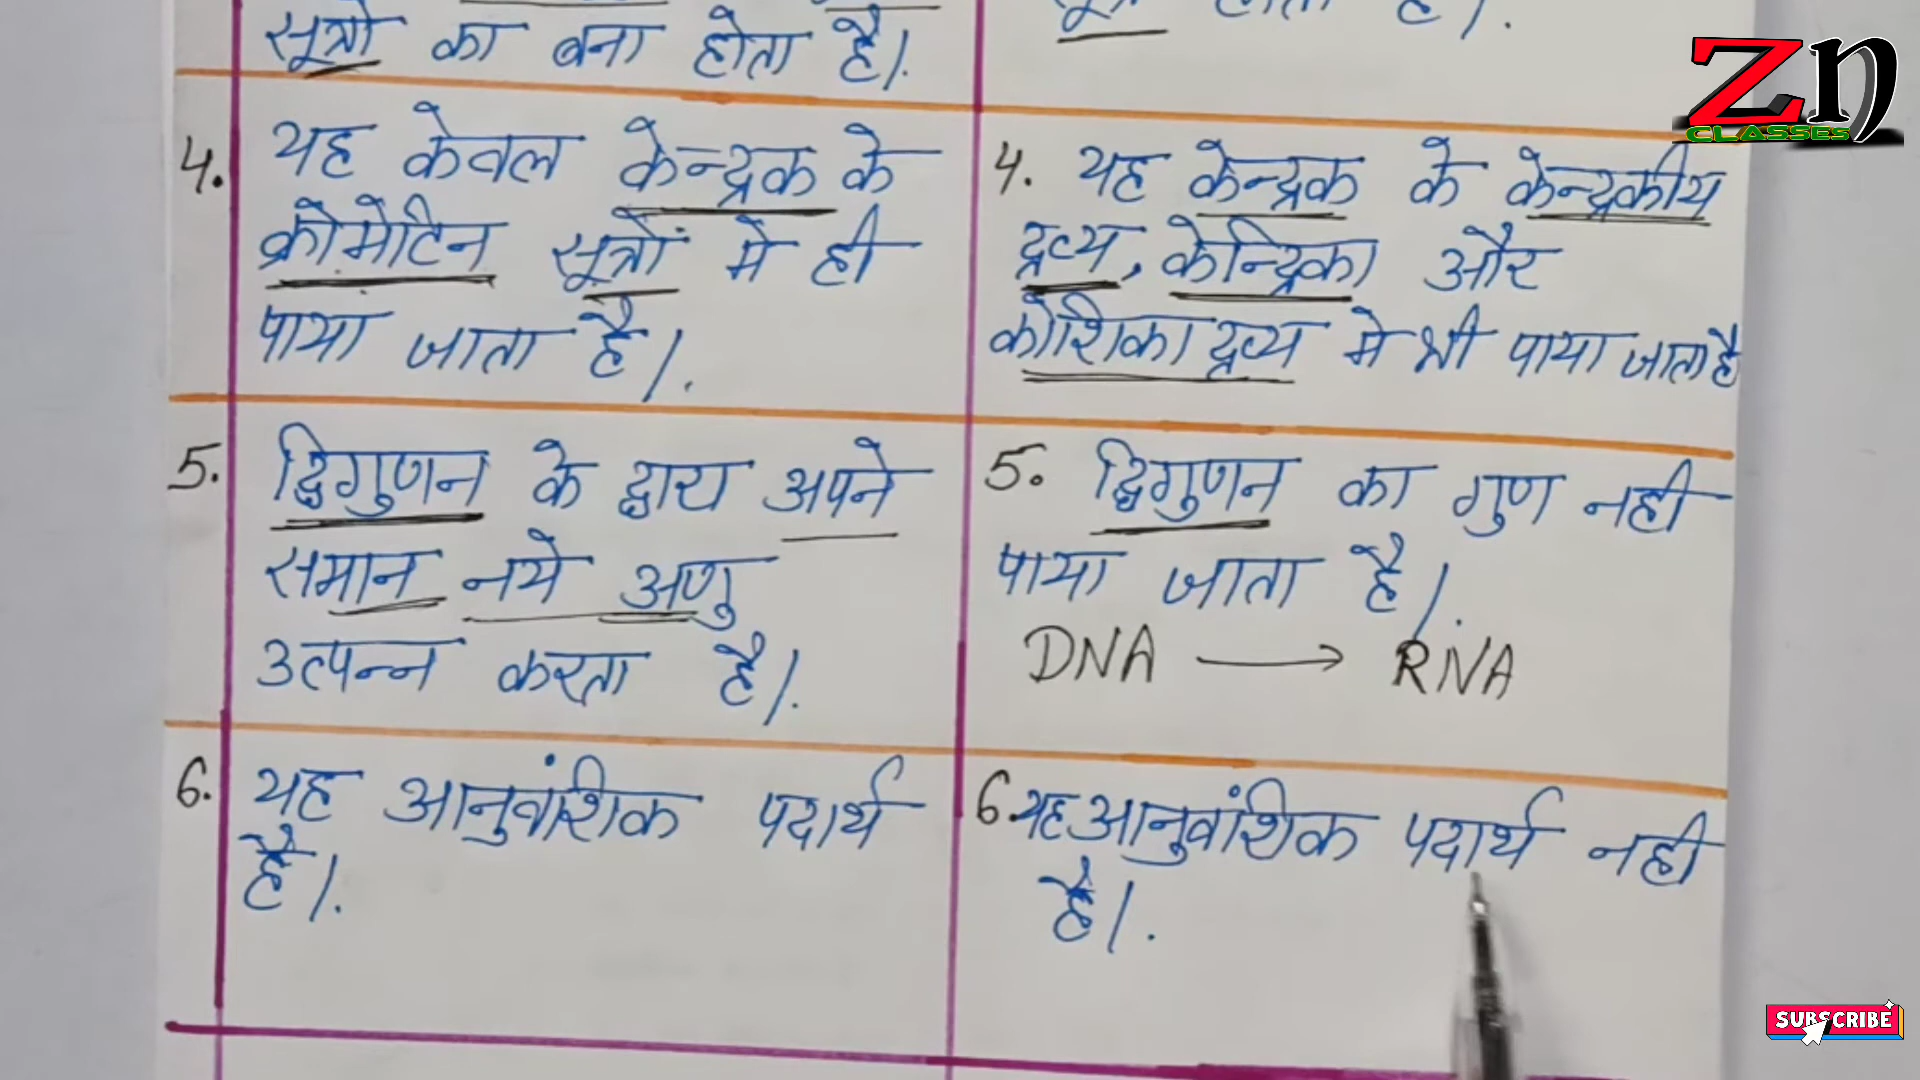 सूत्रो का बना होता है।
4. यह केवल केन्द्रक के
क्रोमेटिन सूत्रों मे ही
पाया जाता है।
5. द्विगुणन के द्वारा अपने
समान नये अणु
उत्पन्न करता है।
6. यह आनुवंशिक पदार्थ
है।
होता है।
4. यह केन्द्रक के केन्द्रकीय
द्रव्य, केन्द्रिका और
कोशिका द्रव्य मे भी पाया जाता है
5. द्विगुणन का गुण नही
पाया जाता है।
DNA → RNA
6. यह आनुवंशिक पदार्थ नही
है।
Zn
CLASSES
SUBSCRIBE